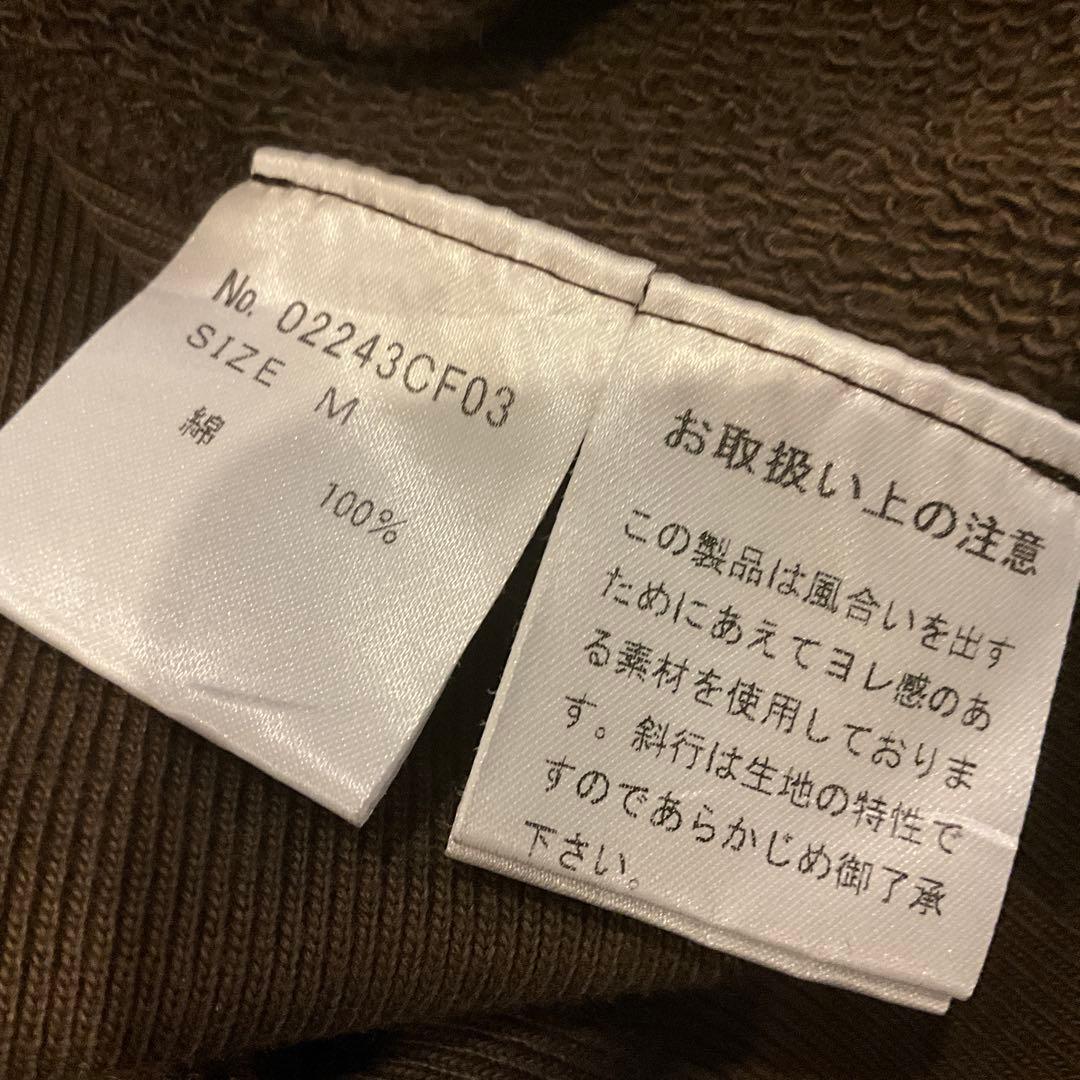 No. 02243CF03
SIZE M
綿 100%
お取扱い上の注意
この製品は風合いを出す
ためにあえてヨレ感のあ
る素材を使用しておりま
す。斜行は生地の特性で
すのであらかじめ御了承
下さい。